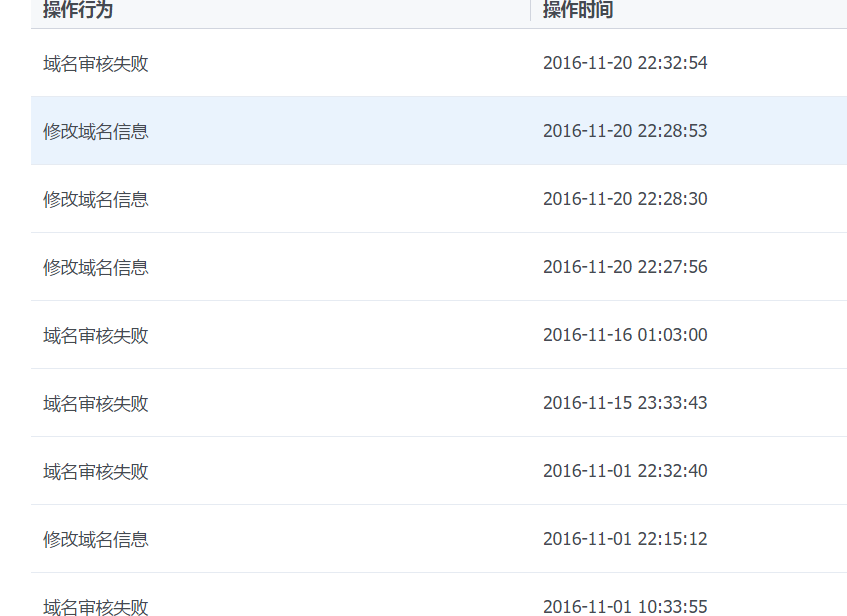 操作行为 操作时间
域名审核失败 2016-11-20 22:32:54
修改域名信息 2016-11-20 22:28:53
修改域名信息 2016-11-20 22:28:30
修改域名信息 2016-11-20 22:27:56
域名审核失败 2016-11-16 01:03:00
域名审核失败 2016-11-15 23:33:43
域名审核失败 2016-11-01 22:32:40
修改域名信息 2016-11-01 22:15:12
域名审核失败 2016-11-01 10:33:55